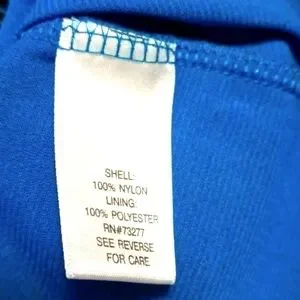 SHELL:
100% NYLON
LINING:
100% POLYESTER
RN#73277
SEE REVERSE
FOR CARE